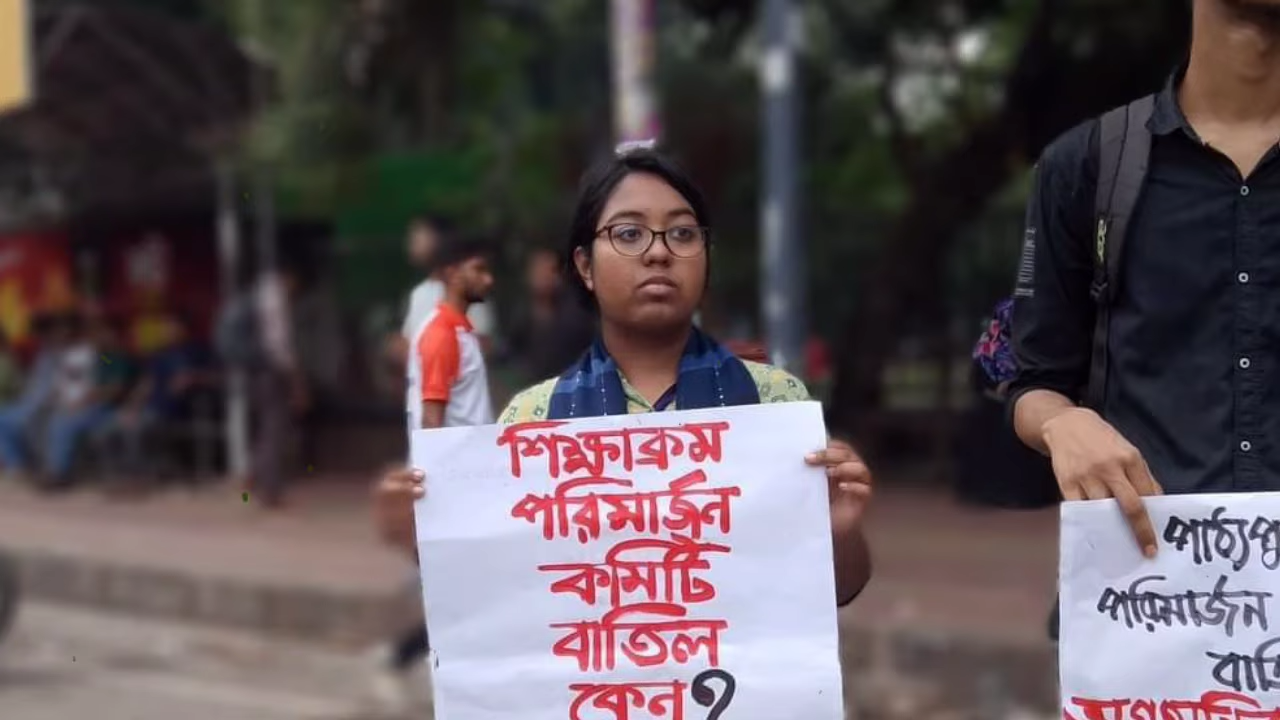 শিক্ষাক্রম
পরিমার্জন
কমিটি
বাতিল
কেন?
পরিমার্জন